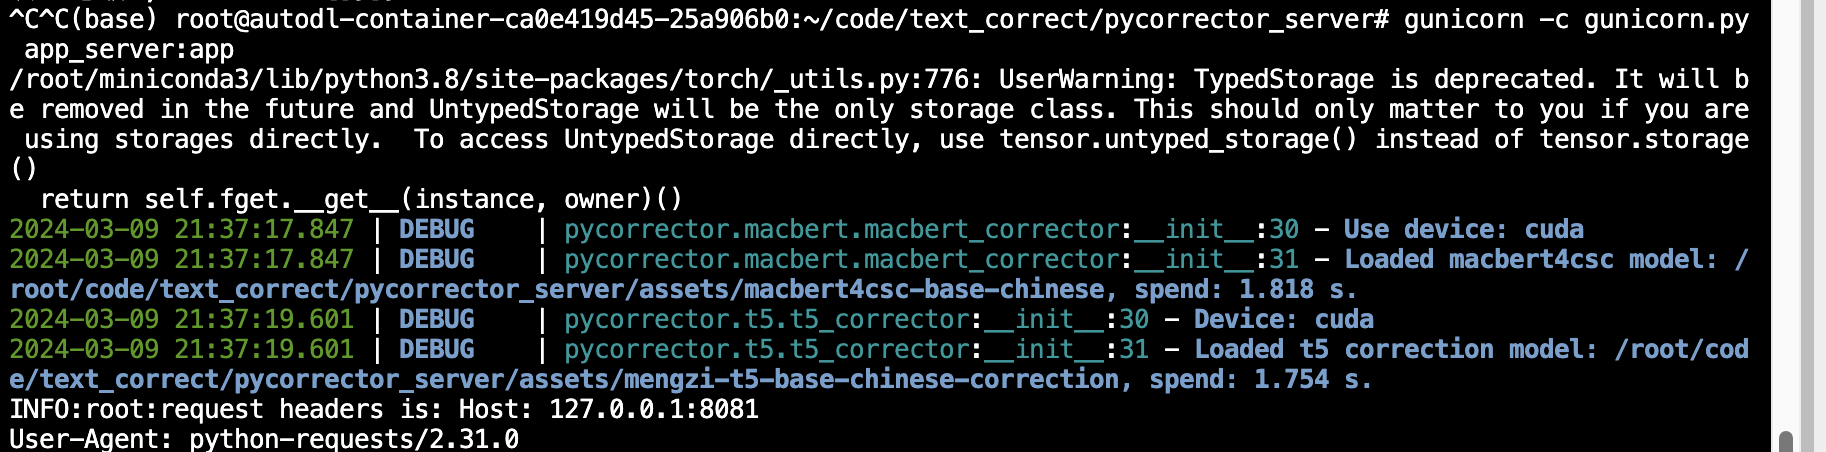 ^C^C(base) root@autodl-container-ca0e419d45-25a906b0:~/code/text_correct/pycorrector_server# gunicorn -c gunicorn.py
 app_server:app
/root/miniconda3/lib/python3.8/site-packages/torch/_utils.py:776: UserWarning: TypedStorage is deprecated. It will b
e removed in the future and UntypedStorage will be the only storage class. This should only matter to you if you are
 using storages directly.  To access UntypedStorage directly, use tensor.untyped_storage() instead of tensor.storage
()
  return self.fget.__get__(instance, owner)()
2024-03-09 21:37:17.847 | DEBUG    | pycorrector.macbert.macbert_corrector:__init__:30 - Use device: cuda
2024-03-09 21:37:17.847 | DEBUG    | pycorrector.macbert.macbert_corrector:__init__:31 - Loaded macbert4csc model: /
root/code/text_correct/pycorrector_server/assets/macbert4csc-base-chinese, spend: 1.818 s.
2024-03-09 21:37:19.601 | DEBUG    | pycorrector.t5.t5_corrector:__init__:30 - Device: cuda
2024-03-09 21:37:19.601 | DEBUG    | pycorrector.t5.t5_corrector:__init__:31 - Loaded t5 correction model: /root/cod
e/text_correct/pycorrector_server/assets/mengzi-t5-base-chinese-correction, spend: 1.754 s.
INFO:root:request headers is: Host: 127.0.0.1:8081
User-Agent: python-requests/2.31.0